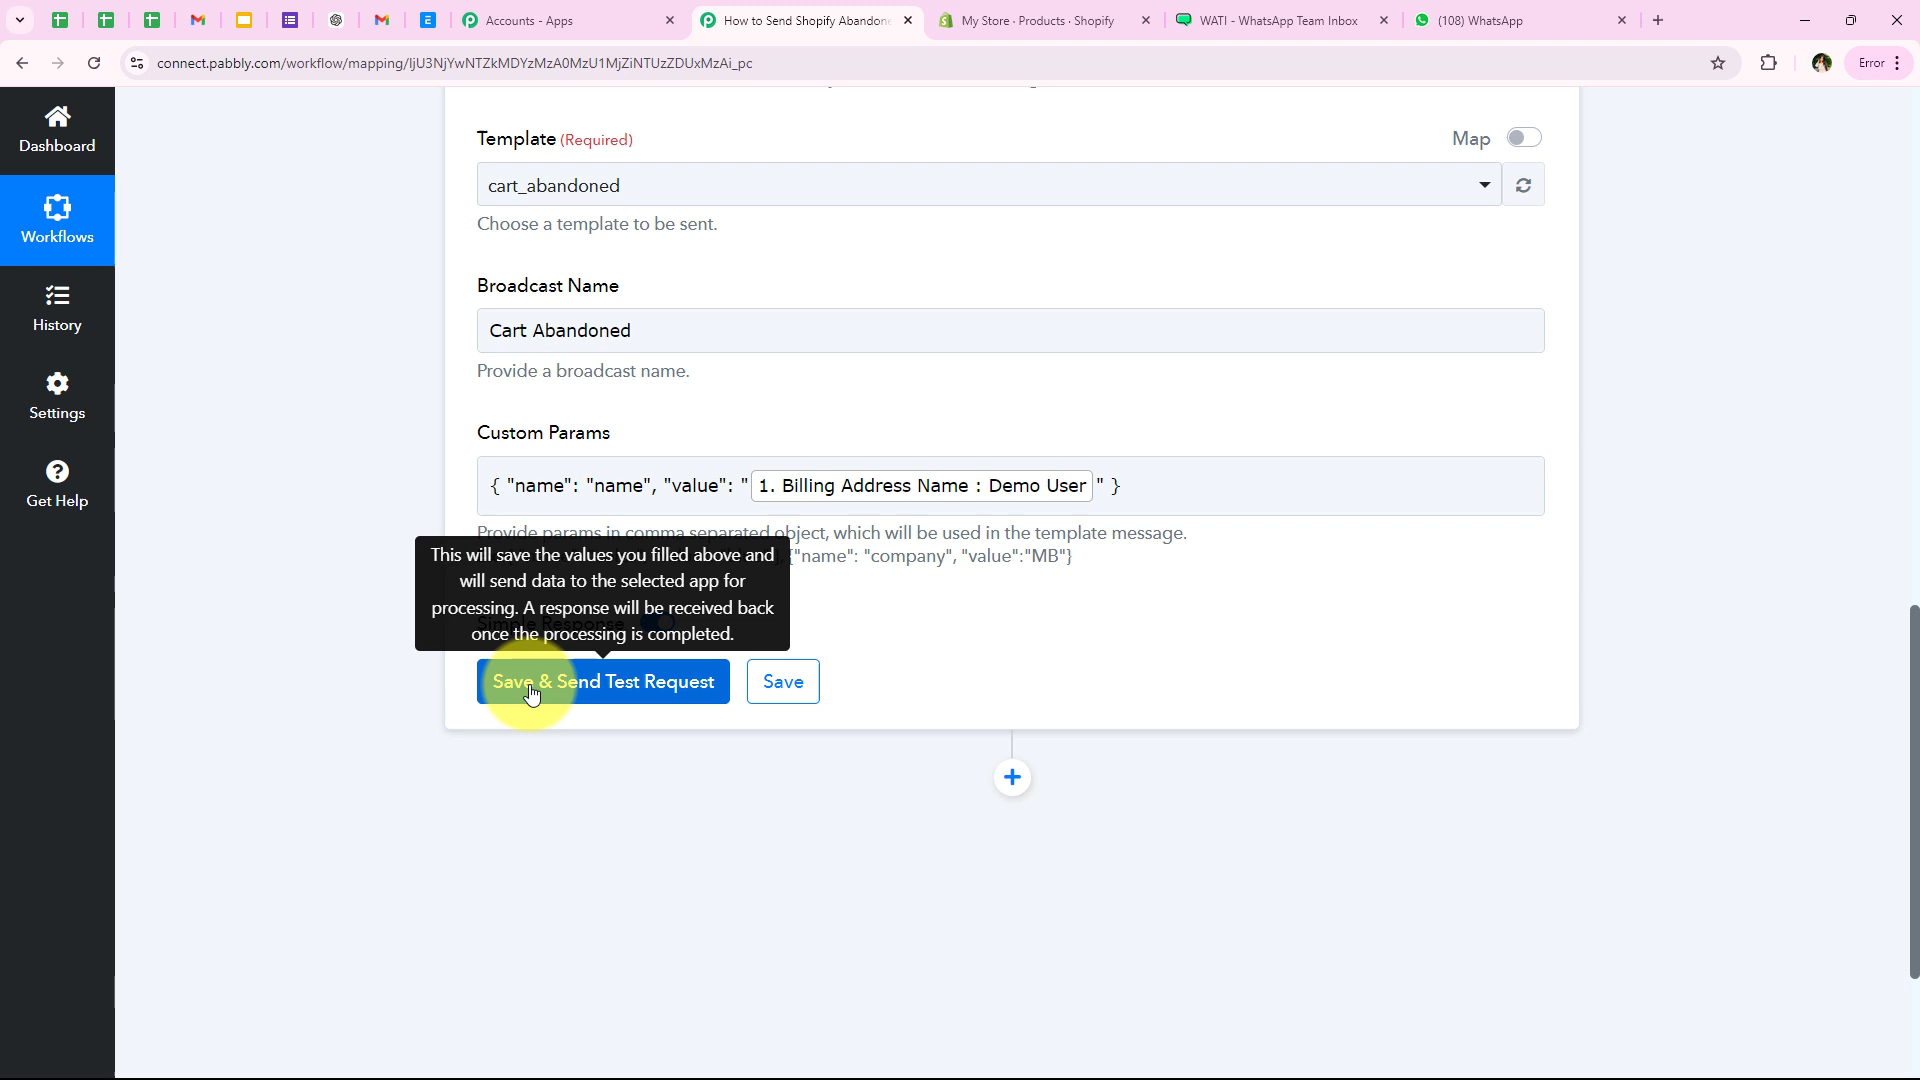 Accounts - Apps
How to Send Shopify Abandone
My Store · Products · Shopify
WATI - WhatsApp Team Inbox
(108) WhatsApp
connect.pabbly.com/workflow/mapping/IjU3NjYwNTZkMDYzMzA0MzU1MjZiNTUzZDUxMzAi_pc
Error
Dashboard
Workflows
History
Settings
Get Help
Template (Required)
Map
cart_abandoned
Choose a template to be sent.
Broadcast Name
Cart Abandoned
Provide a broadcast name.
Custom Params
{ "name": "name", "value": " 1. Billing Address Name : Demo User " }
Provide params in comma separated object, which will be used in the template message.
{"name": "company", "value":"MB"}
This will save the values you filled above and
will send data to the selected app for
processing. A response will be received back
once the processing is completed.
Simple Response
Save & Send Test Request
Save